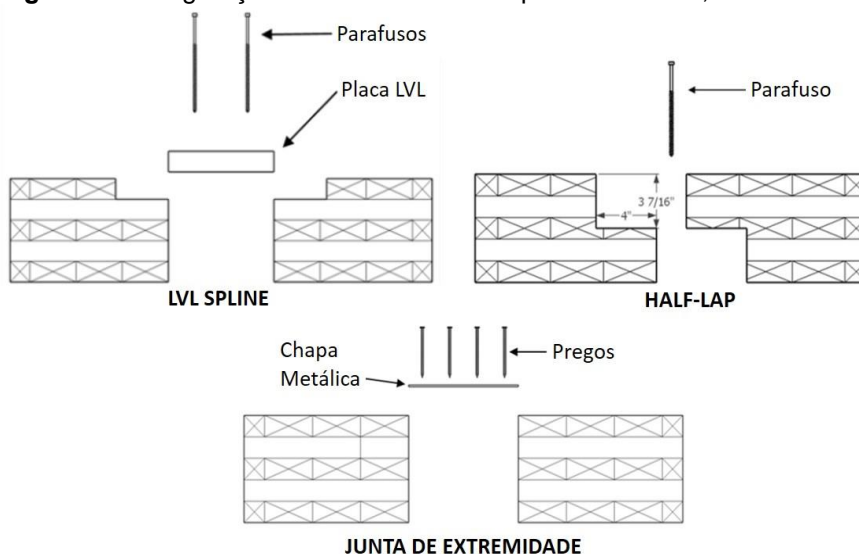 Parafusos
Placa LVL
Parafuso
3 7/16"
4"
LVL SPLINE
HALF-LAP
Chapa
Metálica
Pregos
JUNTA DE EXTREMIDADE